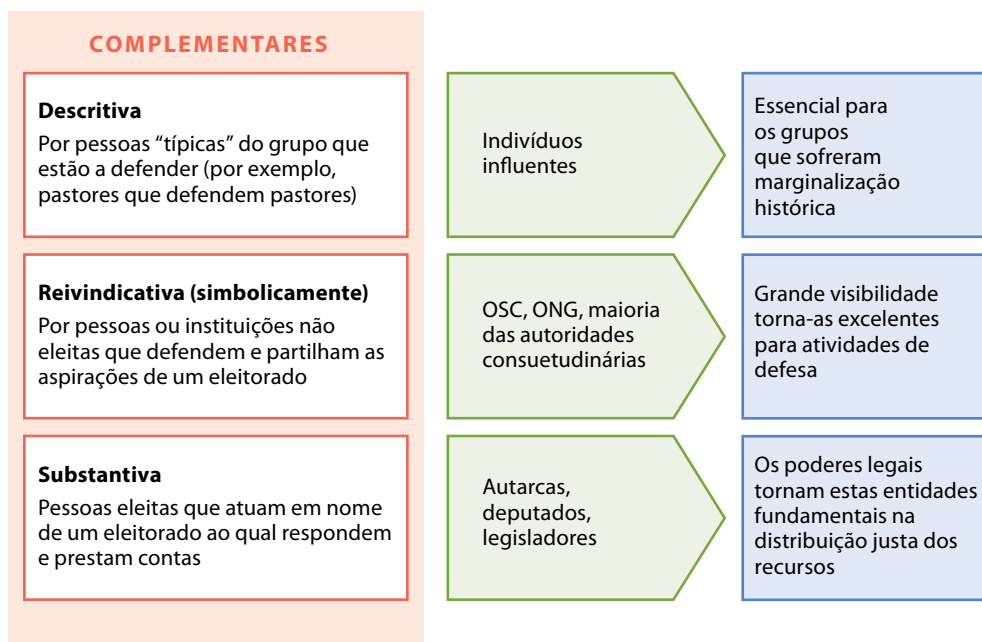 COMPLEMENTARES
Descritiva
Por pessoas “típicas” do grupo que
estão a defender (por exemplo,
pastores que defendem pastores)
Indivíduos
influentes
Essencial para
os grupos
que sofreram
marginalização
histórica
Reivindicativa (simbolicamente)
Por pessoas ou instituições não
eleitas que defendem e partilham as
aspirações de um eleitorado
OSC, ONG, maioria
das autoridades
consuetudinárias
Grande visibilidade
torna-as excelentes
para atividades de
defesa
Substantiva
Pessoas eleitas que atuam em nome
de um eleitorado ao qual respondem
e prestam contas
Autarcas,
deputados,
legisladores
Os poderes legais
tornam estas entidades
fundamentais na
distribuição justa dos
recursos